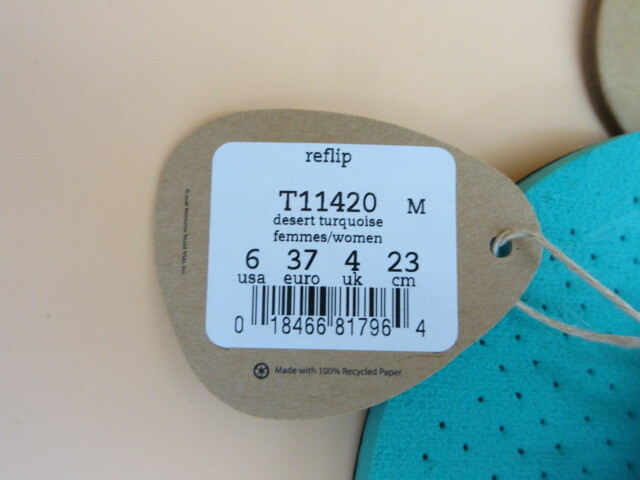 reflip
T11420 M
desert turquoise
femmes/women
6 37 4 23
usa euro uk cm
0 18466 81796 4
Made with 100% Recycled Paper